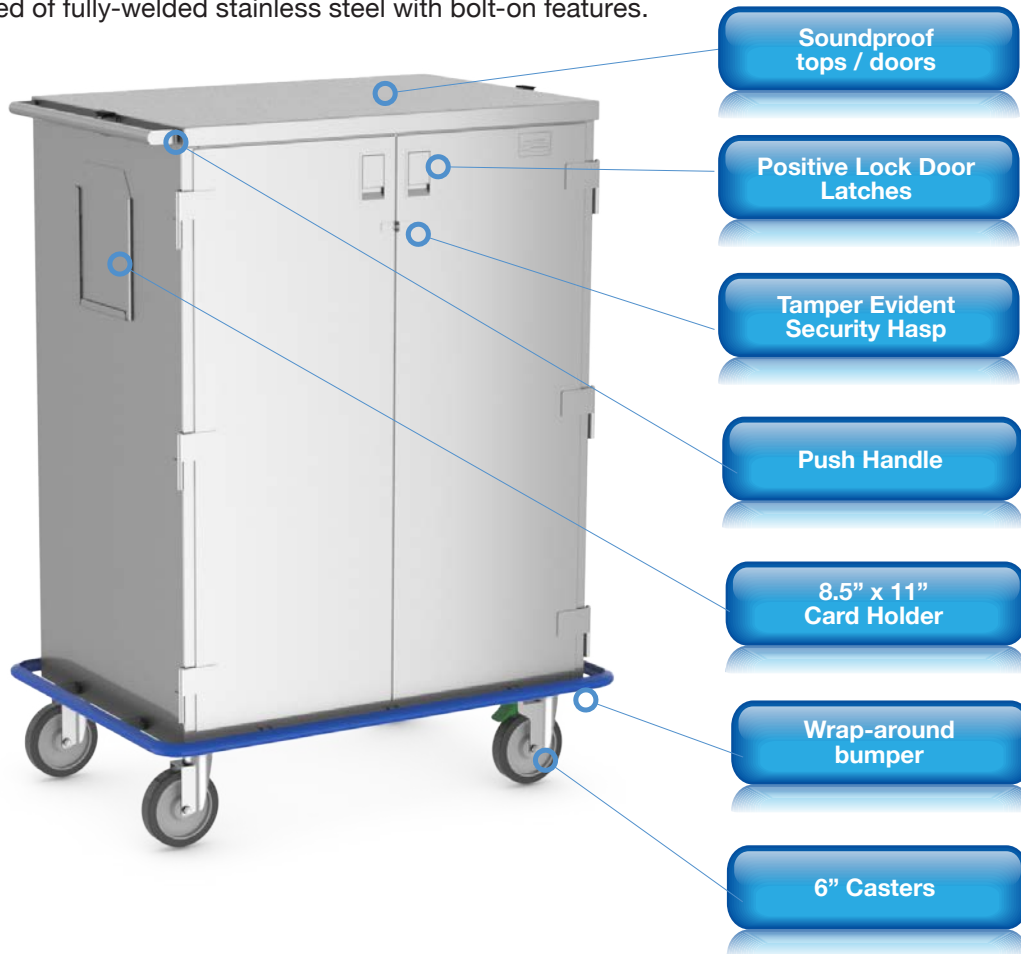 ed of fully-welded stainless steel with bolt-on features.
Soundproof
tops / doors
Positive Lock Door
Latches
Tamper Evident
Security Hasp
Push Handle
8.5” x 11”
Card Holder
Wrap-around
bumper
6” Casters